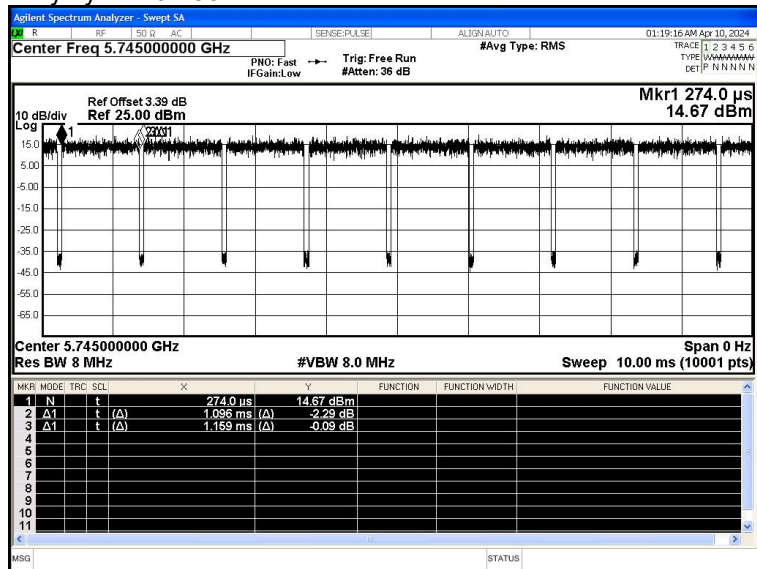 Agilent Spectrum Analyzer - Swept SA
R RF 50 Ω AC SENSE:PULSE ALIGN AUTO 01:19:16 AM Apr 10, 2024
Center Freq 5.745000000 GHz #Avg Type: RMS TRACE 1 2 3 4 5 6
PNO: Fast Trig: Free Run TYPE
IFGain:Low #Atten: 36 dB DET P N N N N N
Mkr1 274.0 µs
Ref Offset 3.39 dB
10 dB/div Ref 25.00 dBm 14.67 dBm
Log
1
15.0
5.00
-5.00
-15.0
-25.0
-35.0
-45.0
-55.0
-65.0
Center 5.745000000 GHz Span 0 Hz
Res BW 8 MHz #VBW 8.0 MHz Sweep 10.00 ms (10001 pts)
MKR MODE TRC SCL X Y FUNCTION FUNCTION WIDTH FUNCTION VALUE
1 N t 274.0 µs 14.67 dBm
2 Δ1 t (Δ) 1.096 ms (Δ) -2.29 dB
3 Δ1 t (Δ) 1.159 ms (Δ) -0.09 dB
4
5
6
7
8
9
10
11
MSG STATUS